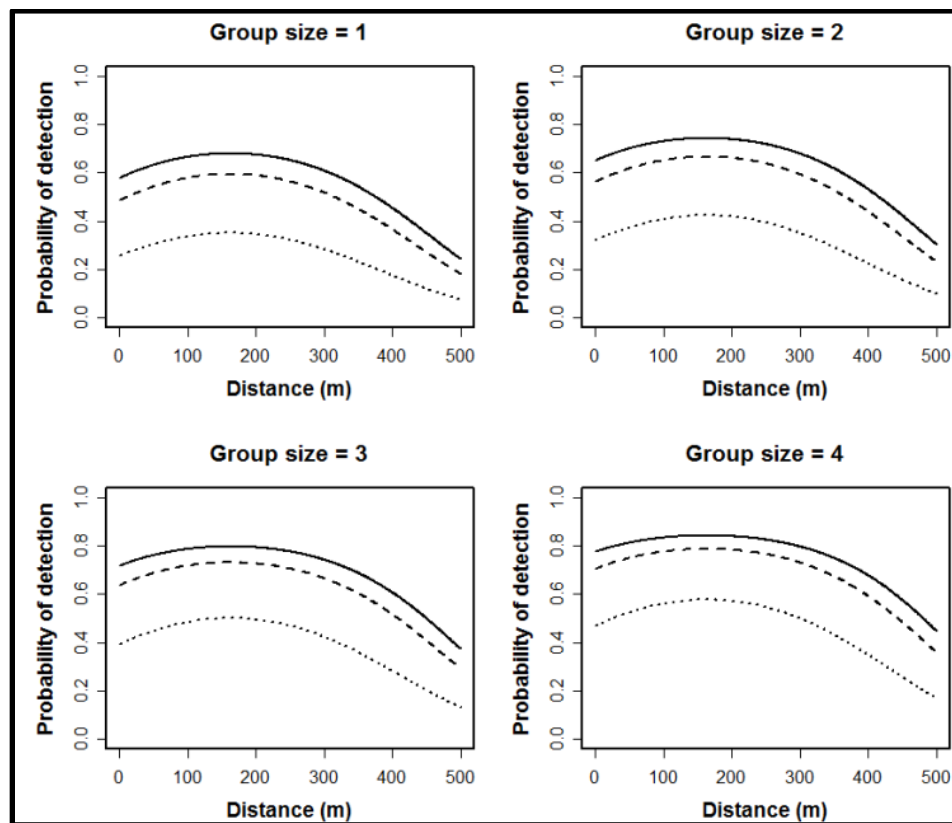 Group size = 1
Probability of detection
0.0 0.2 0.4 0.6 0.8 1.0
0 100 200 300 400 500
Distance (m)
Group size = 2
Probability of detection
0.0 0.2 0.4 0.6 0.8 1.0
0 100 200 300 400 500
Distance (m)
Group size = 3
Probability of detection
0.0 0.2 0.4 0.6 0.8 1.0
0 100 200 300 400 500
Distance (m)
Group size = 4
Probability of detection
0.0 0.2 0.4 0.6 0.8 1.0
0 100 200 300 400 500
Distance (m)